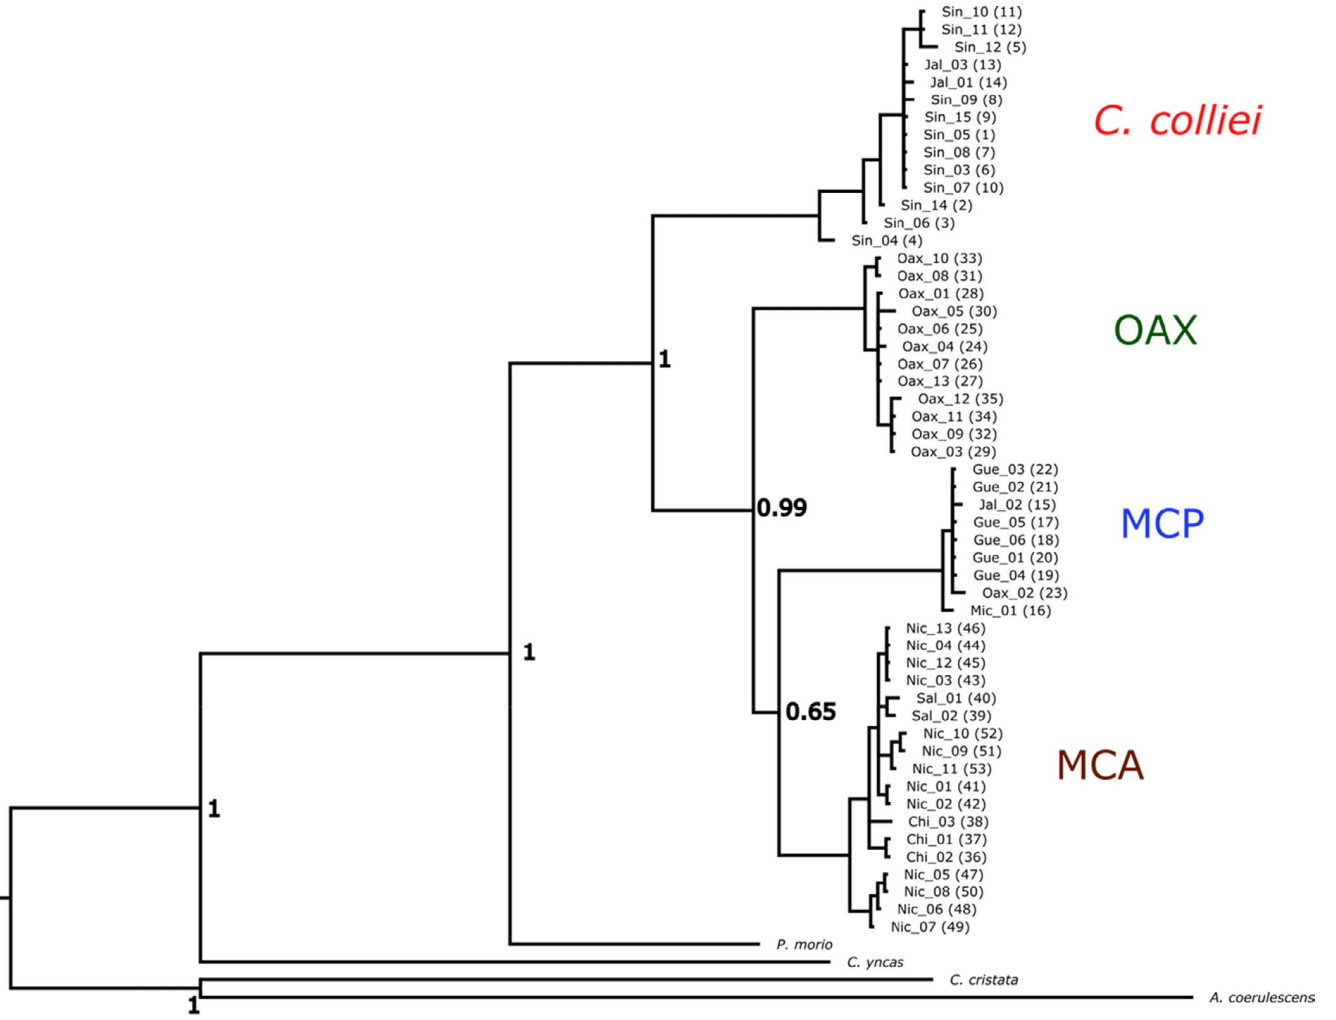 Sin_10 (11)
Sin_11 (12)
Sin_12 (5)
Jal_03 (13)
Jal_01 (14)
Sin_09 (8)
Sin_15 (9)
Sin_05 (1)
Sin_08 (7)
Sin_03 (6)
Sin_07 (10)
Sin_14 (2)
Sin_06 (3)
Sin_04 (4)
C. colliei
Oax_10 (33)
Oax_08 (31)
Oax_01 (28)
Oax_05 (30)
Oax_06 (25)
Oax_04 (24)
Oax_07 (26)
Oax_13 (27)
Oax_12 (35)
Oax_11 (34)
Oax_09 (32)
Oax_03 (29)
OAX
1
Gue_03 (22)
Gue_02 (21)
Jal_02 (15)
Gue_05 (17)
Gue_06 (18)
Gue_01 (20)
Gue_04 (19)
Oax_02 (23)
Mic_01 (16)
MCP
0.99
Nic_13 (46)
Nic_04 (44)
Nic_12 (45)
Nic_03 (43)
Sal_01 (40)
Sal_02 (39)
Nic_10 (52)
Nic_09 (51)
Nic_11 (53)
Nic_01 (41)
Nic_02 (42)
Chi_03 (38)
Chi_01 (37)
Chi_02 (36)
Nic_05 (47)
Nic_08 (50)
Nic_06 (48)
Nic_07 (49)
MCA
1
0.65
1
P. morio
C. yncas
C. cristata
A. coerulescens
1